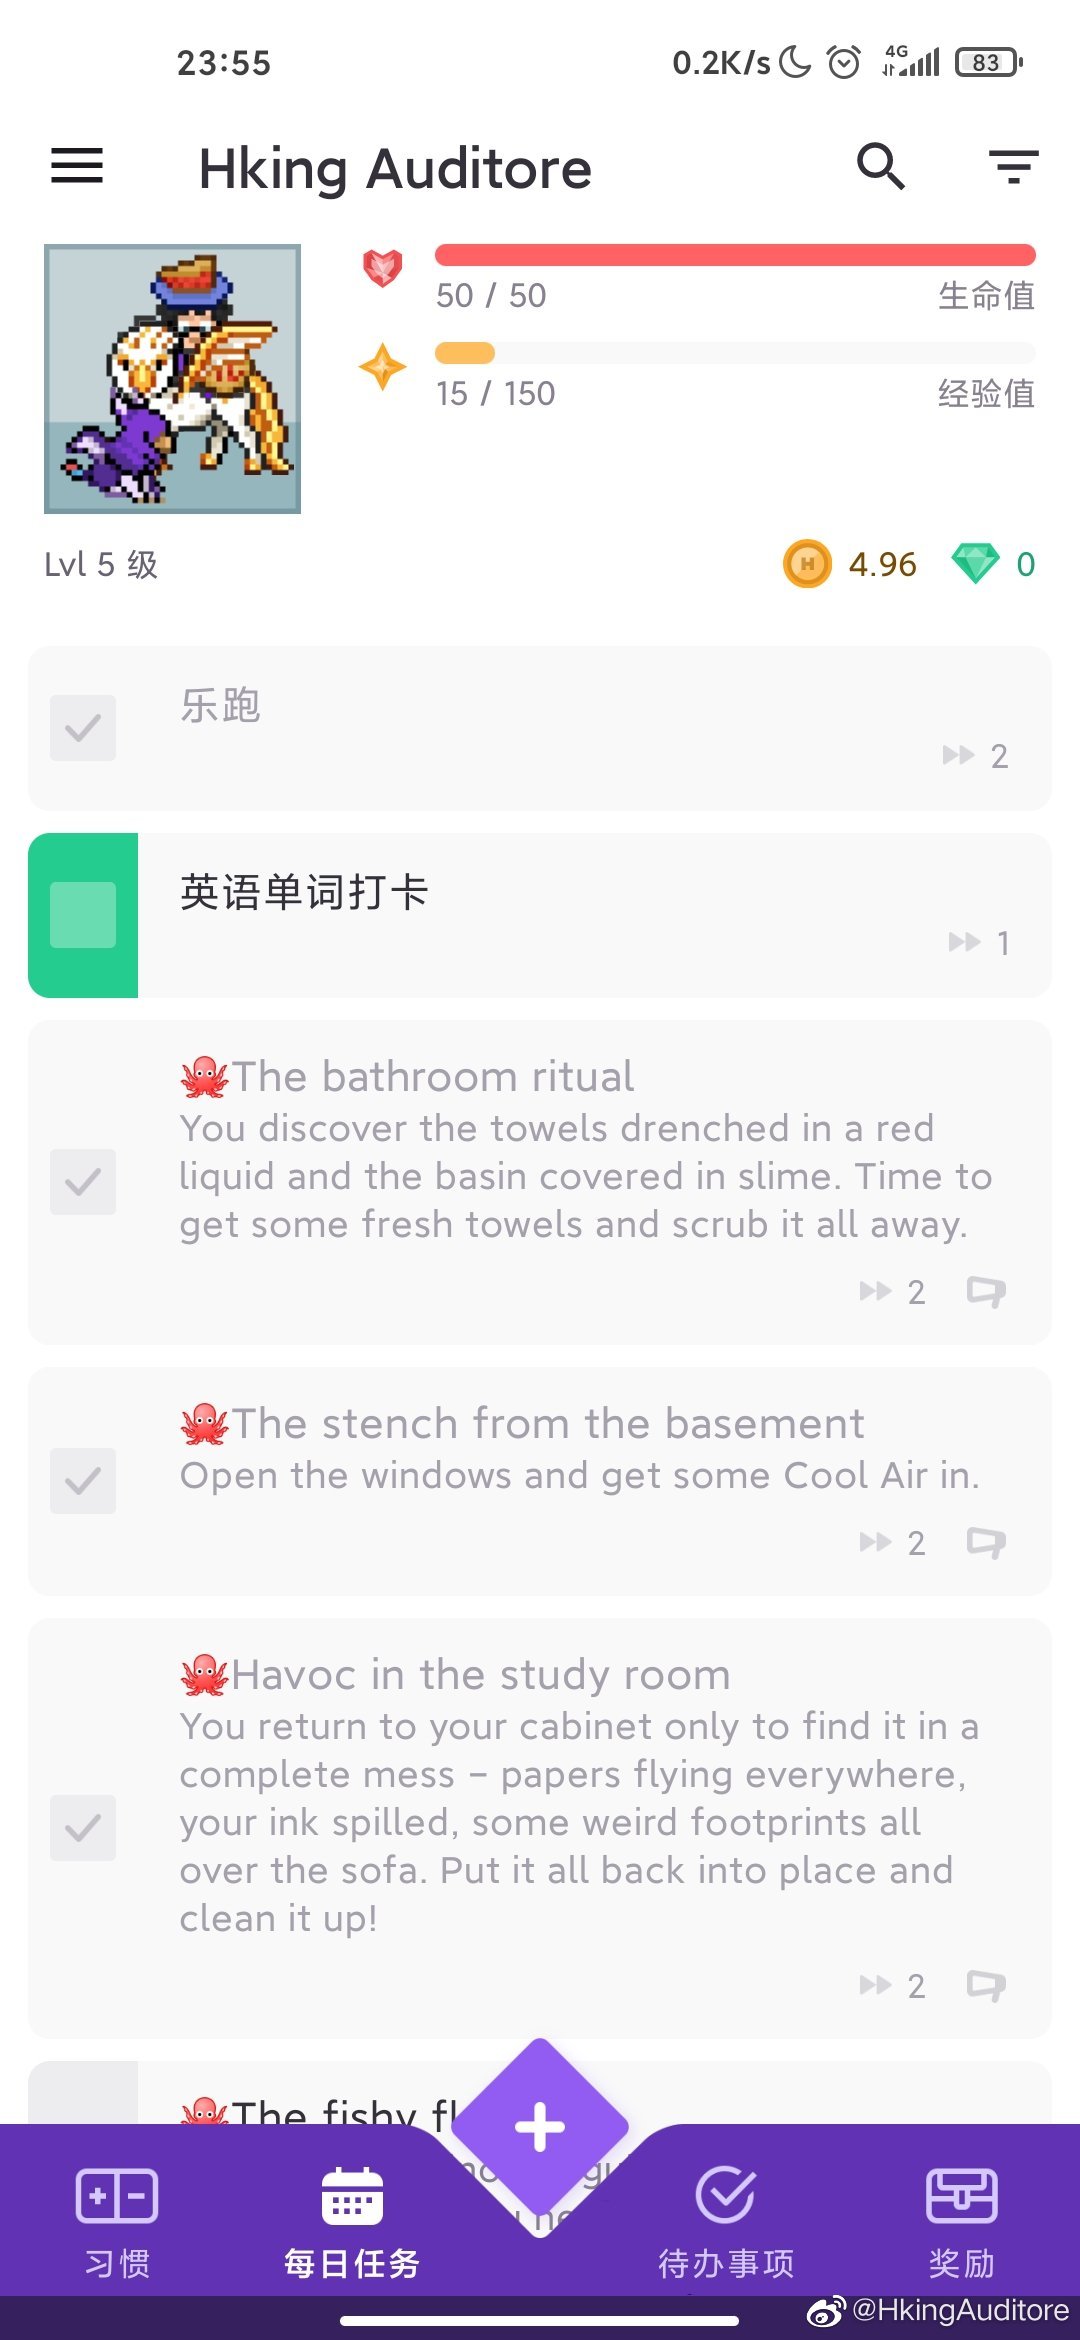 23:55
0.2K/s
4G
83
Hking Auditore
50 / 50
生命值
15 / 150
经验值
Lvl 5 级
H
4.96
0
乐跑
2
英语单词打卡
1
🐙The bathroom ritual
You discover the towels drenched in a red
liquid and the basin covered in slime. Time to
get some fresh towels and scrub it all away.
2
🐙The stench from the basement
Open the windows and get some Cool Air in.
2
🐙Havoc in the study room
You return to your cabinet only to find it in a
complete mess – papers flying everywhere,
your ink spilled, some weird footprints all
over the sofa. Put it all back into place and
clean it up!
2
🐙The fishy fl
习惯
每日任务
待办事项
奖励
@HkingAuditore